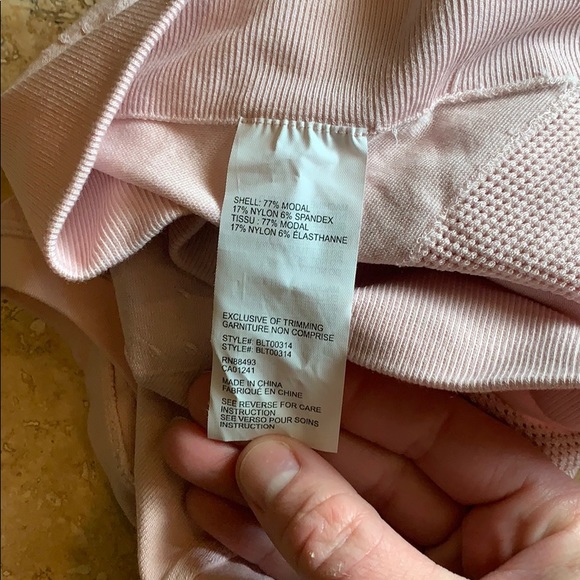 SHELL: 77% MODAL
17% NYLON 6% SPANDEX
TISSU : 77% MODAL
17% NYLON 6% ÉLASTHANNE
EXCLUSIVE OF TRIMMING
GARNITURE NON COMPRISE
STYLE#: BLT00314
STYLE#: BLT00314
RN88493
CA01241
MADE IN CHINA
FABRIQUÉ EN CHINE
SEE REVERSE FOR CARE
INSTRUCTION
SEE VERSO POUR SOINS
INSTRUCTION